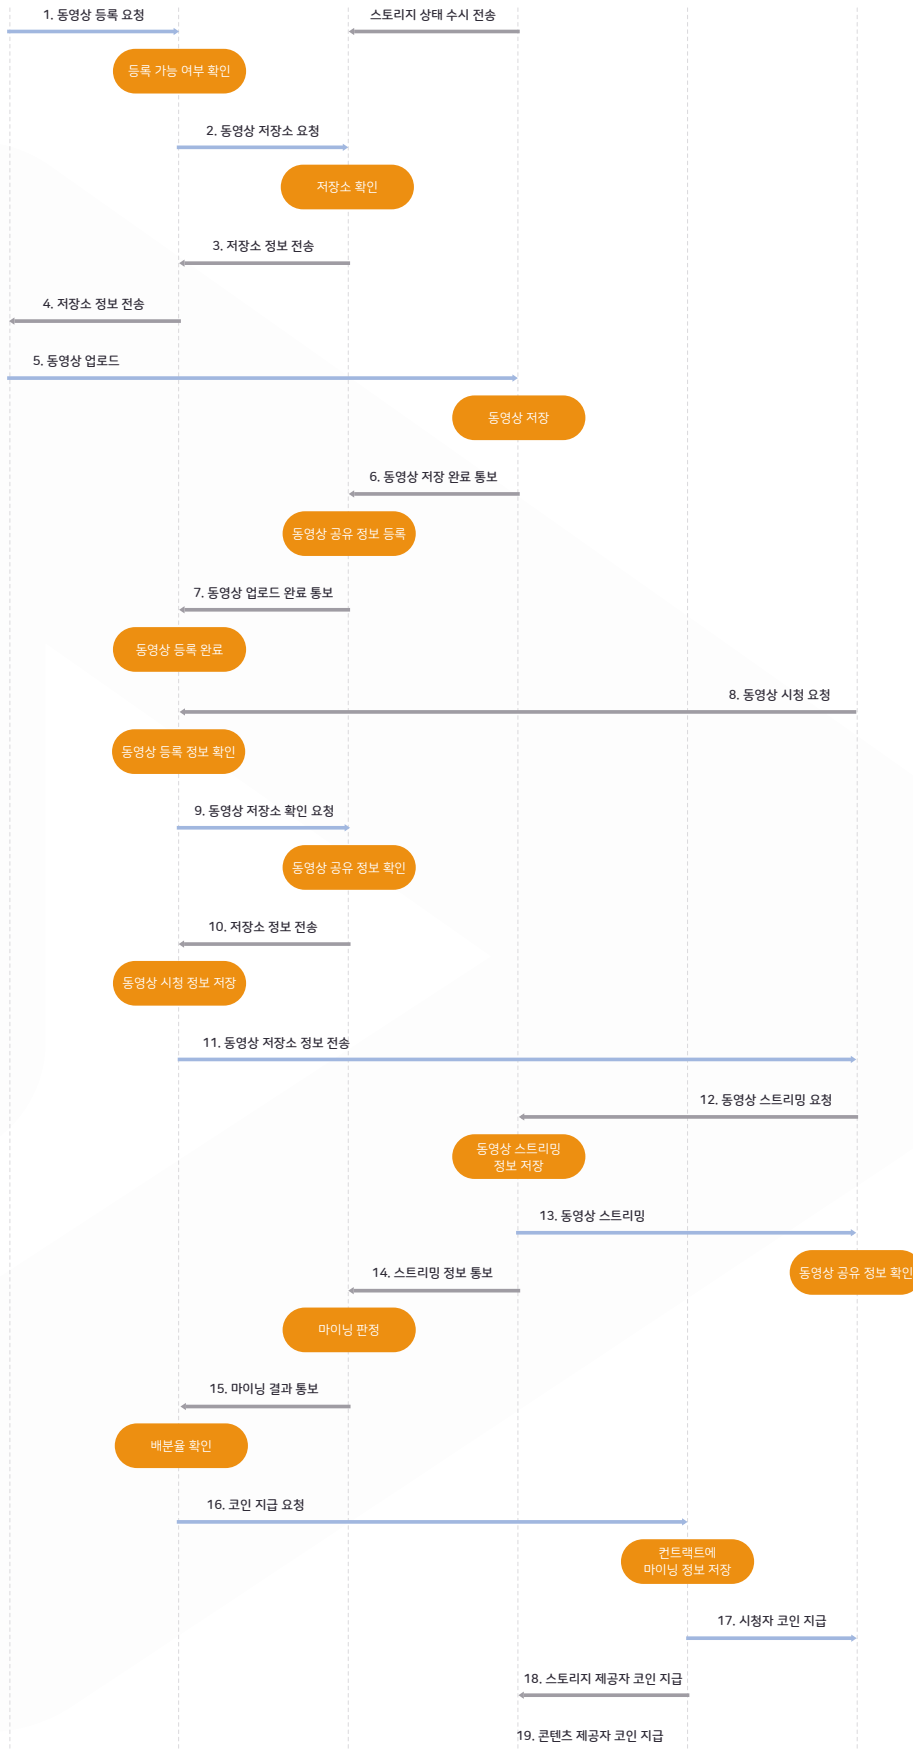 1. 동영상 등록 요청
스토리지 상태 수시 전송
등록 가능 여부 확인
2. 동영상 저장소 요청
저장소 확인
3. 저장소 정보 전송
4. 저장소 정보 전송
5. 동영상 업로드
동영상 저장
6. 동영상 저장 완료 통보
동영상 공유 정보 등록
7. 동영상 업로드 완료 통보
동영상 등록 완료
8. 동영상 시청 요청
동영상 등록 정보 확인
9. 동영상 저장소 확인 요청
동영상 공유 정보 확인
10. 저장소 정보 전송
동영상 시청 정보 저장
11. 동영상 저장소 정보 전송
12. 동영상 스트리밍 요청
동영상 스트리밍
정보 저장
13. 동영상 스트리밍
14. 스트리밍 정보 통보
동영상 공유 정보 확인
마이닝 판정
15. 마이닝 결과 통보
배분율 확인
16. 코인 지급 요청
컨트랙트에
마이닝 정보 저장
17. 시청자 코인 지급
18. 스토리지 제공자 코인 지급
19. 콘텐츠 제공자 코인 지급